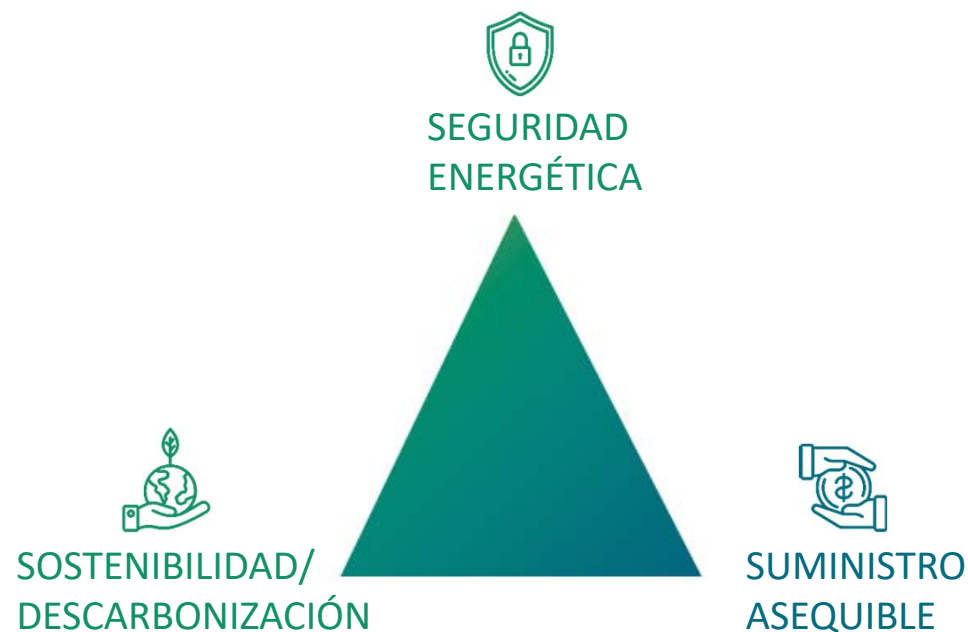 SEGURIDAD
ENERGÉTICA
SOSTENIBILIDAD/
DESCARBONIZACIÓN
SUMINISTRO
ASEQUIBLE